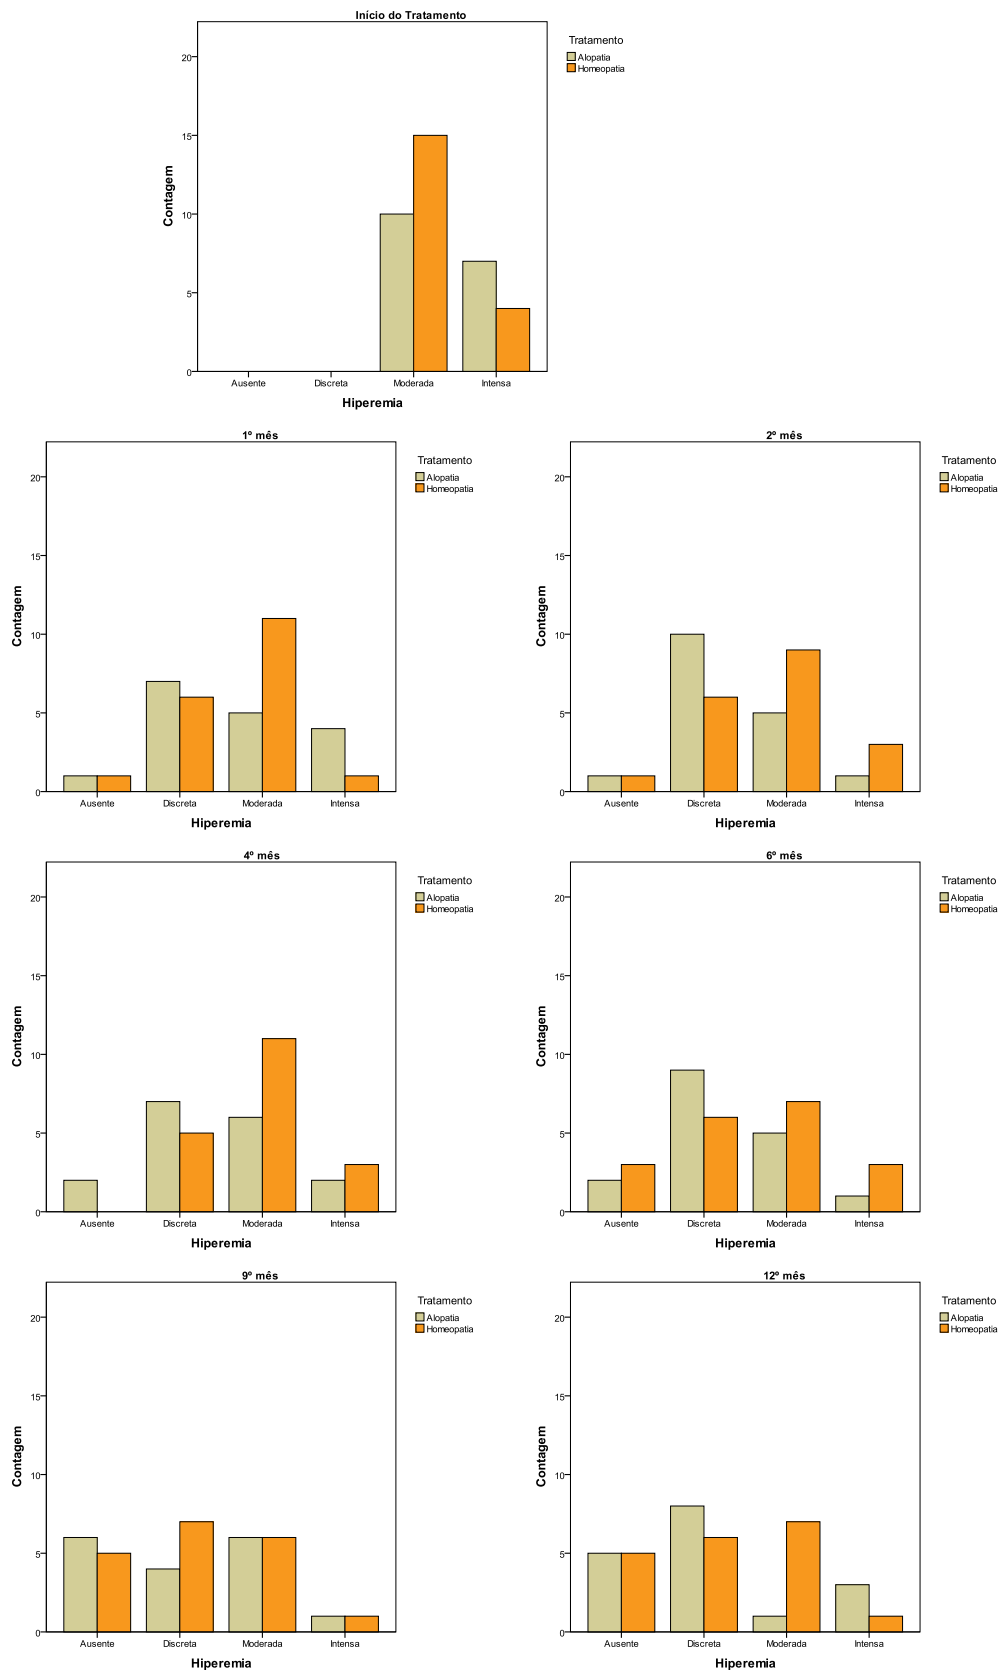 Início do Tratamento
Tratamento
Alopatia
Homeopatia
Contagem
20
15
10
5
0
Ausente
Discreta
Moderada
Intensa
Hiperemia
1º mês
Tratamento
Alopatia
Homeopatia
Contagem
20
15
10
5
0
Ausente
Discreta
Moderada
Intensa
Hiperemia
2º mês
Tratamento
Alopatia
Homeopatia
Contagem
20
15
10
5
0
Ausente
Discreta
Moderada
Intensa
Hiperemia
4º mês
Tratamento
Alopatia
Homeopatia
Contagem
20
15
10
5
0
Ausente
Discreta
Moderada
Intensa
Hiperemia
6º mês
Tratamento
Alopatia
Homeopatia
Contagem
20
15
10
5
0
Ausente
Discreta
Moderada
Intensa
Hiperemia
9º mês
Tratamento
Alopatia
Homeopatia
Contagem
20
15
10
5
0
Ausente
Discreta
Moderada
Intensa
Hiperemia
12º mês
Tratamento
Alopatia
Homeopatia
Contagem
20
15
10
5
0
Ausente
Discreta
Moderada
Intensa
Hiperemia